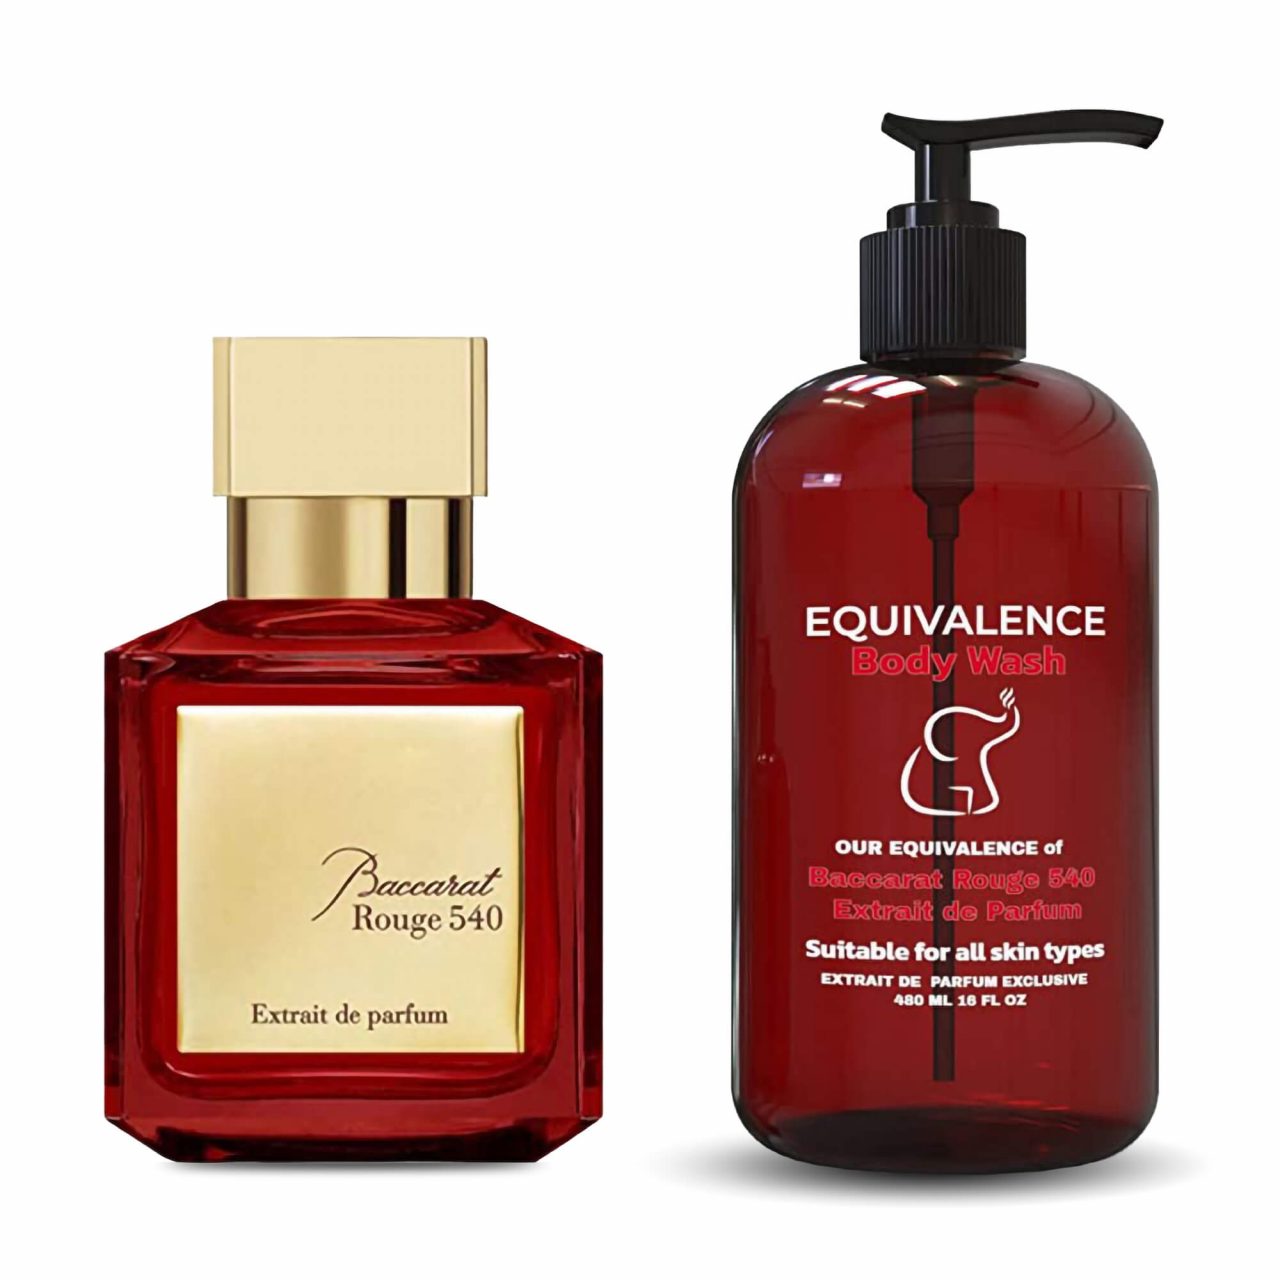 Baccarat
Rouge 540
Extrait de parfum
EQUIVALENCE
Body Wash
OUR EQUIVALENCE of
Baccarat Rouge 540
Extrait de Parfum
Suitable for all skin types
EXTRAIT DE PARFUM EXCLUSIVE
480 ML 16 FL OZ